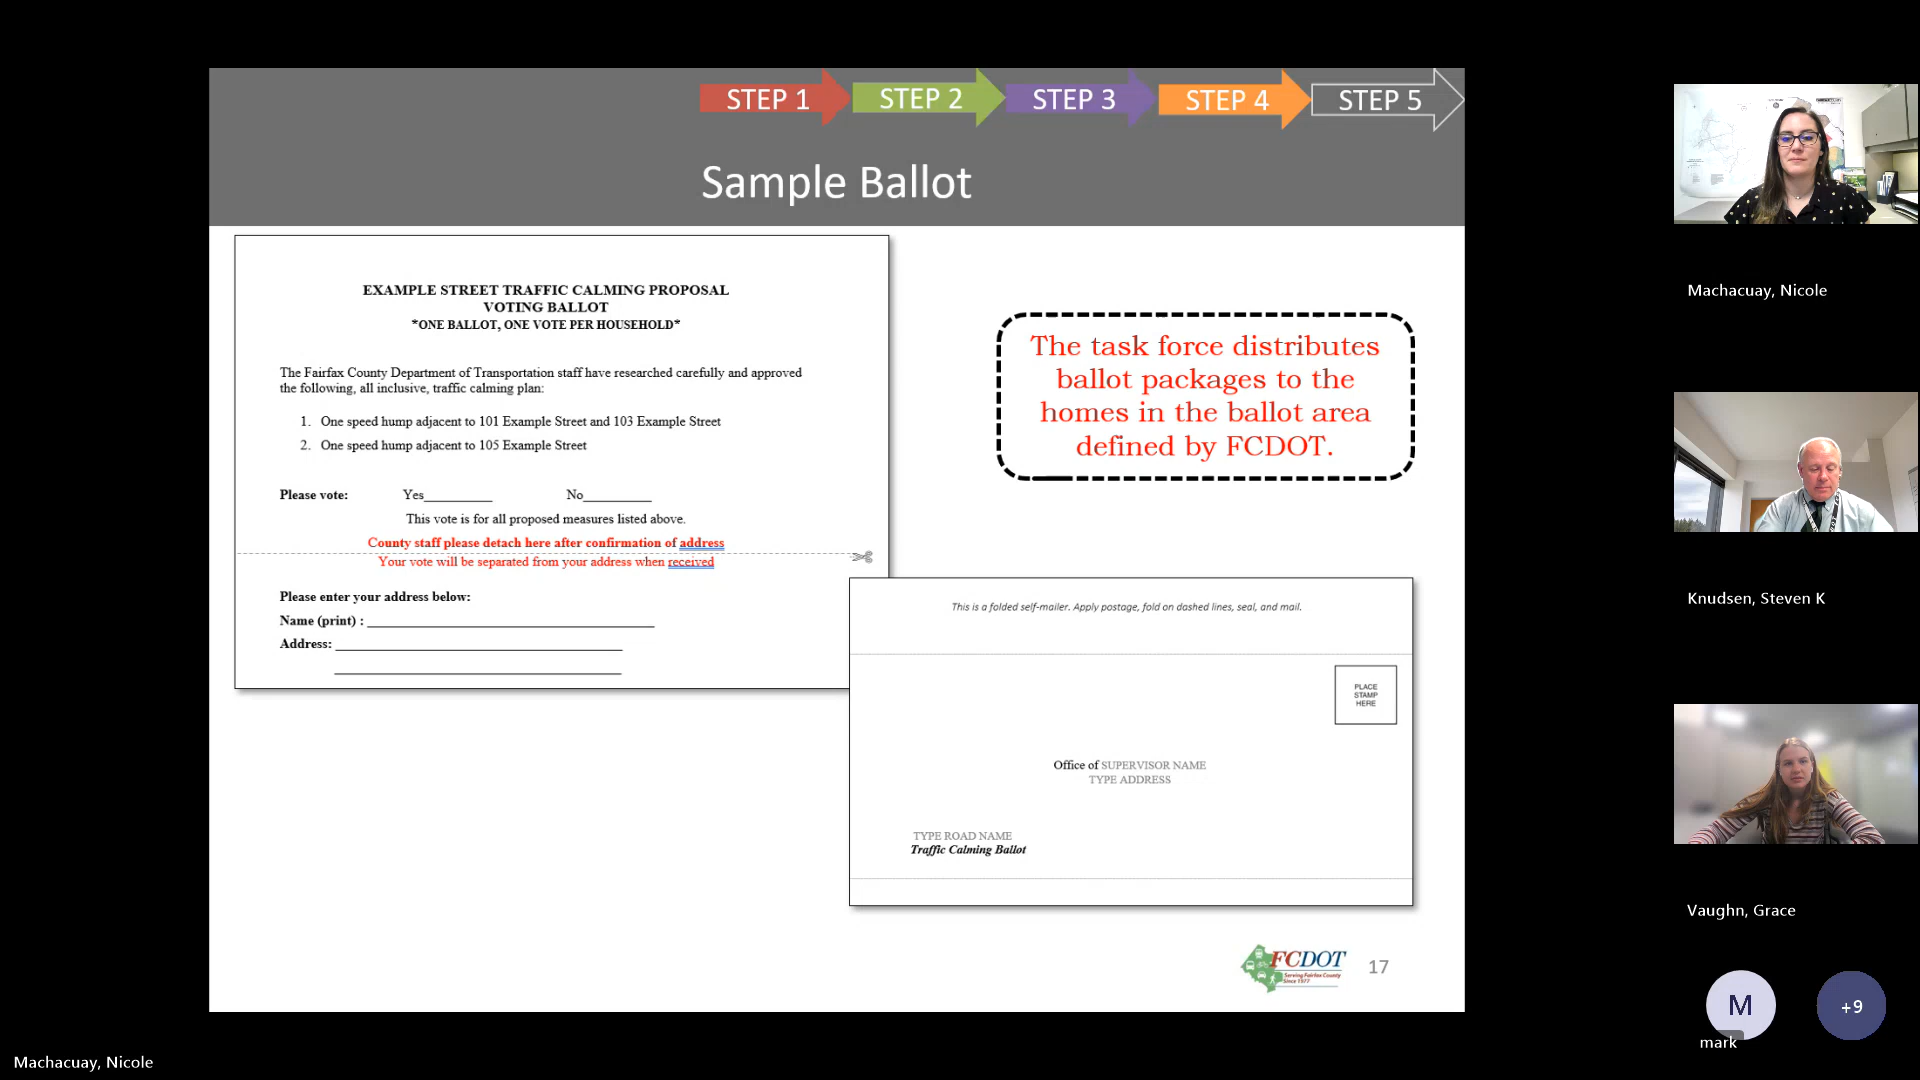 STEP 1
STEP 2
STEP 3
STEP 4
STEP 5
Sample Ballot
EXAMPLE STREET TRAFFIC CALMING PROPOSAL
VOTING BALLOT
*ONE BALLOT, ONE VOTE PER HOUSEHOLD*
The Fairfax County Department of Transportation staff have researched carefully and approved
the following, all inclusive, traffic calming plan:
1. One speed hump adjacent to 101 Example Street and 103 Example Street
2. One speed hump adjacent to 105 Example Street
Please vote: Yes__________ No__________
This vote is for all proposed measures listed above.
County staff please detach here after confirmation of address
Your vote will be separated from your address when received
Please enter your address below:
Name (print) : ______________________________
Address: ______________________________
______________________________
The task force distributes
ballot packages to the
homes in the ballot area
defined by FCDOT.
This is a folded self-mailer. Apply postage, fold on dashed lines, seal, and mail.
PLACE
STAMP
HERE
Office of SUPERVISOR NAME
TYPE ADDRESS
TYPE ROAD NAME
Traffic Calming Ballot
FCDOT
Serving Fairfax County
Since 1977
17
Machacuay, Nicole
Knudsen, Steven K
Vaughn, Grace
M
+9
mark
Machacuay, Nicole